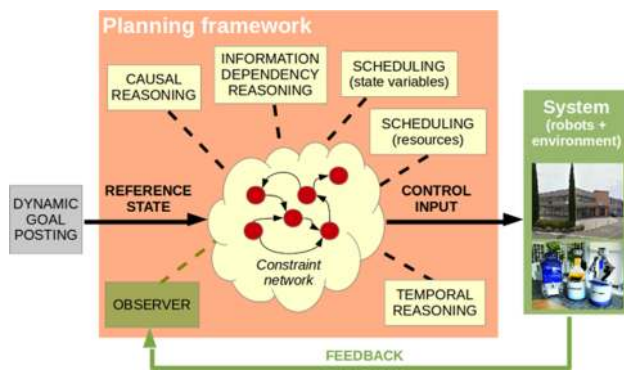 Planning framework
CAUSAL
REASONING
INFORMATION
DEPENDENCY
REASONING
SCHEDULING
(state variables)
SCHEDULING
(resources)
System
(robots +
environment)
DYNAMIC
GOAL
POSTING
REFERENCE
STATE
CONTROL
INPUT
Constraint
network
OBSERVER
TEMPORAL
REASONING
FEEDBACK